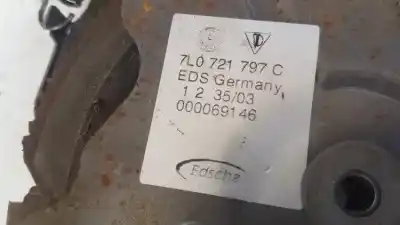 7L0 721 797 C
EDS Germany
1 2 35/03
000069146
Edscha